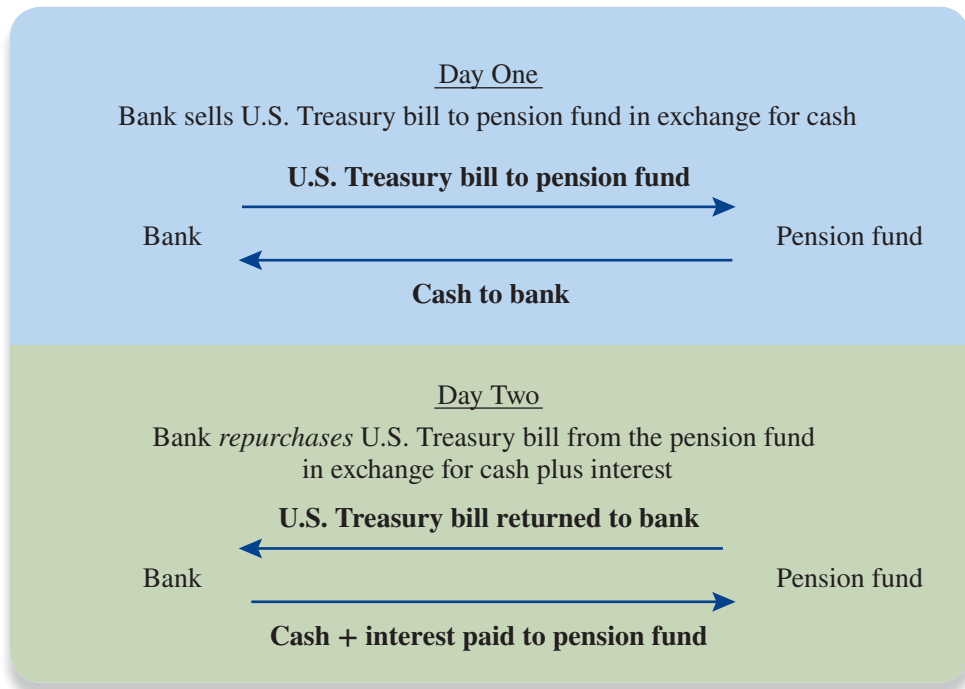 Day One
Bank sells U.S. Treasury bill to pension fund in exchange for cash
U.S. Treasury bill to pension fund
Bank
Pension fund
Cash to bank
Day Two
Bank repurchases U.S. Treasury bill from the pension fund
in exchange for cash plus interest
U.S. Treasury bill returned to bank
Bank
Pension fund
Cash + interest paid to pension fund